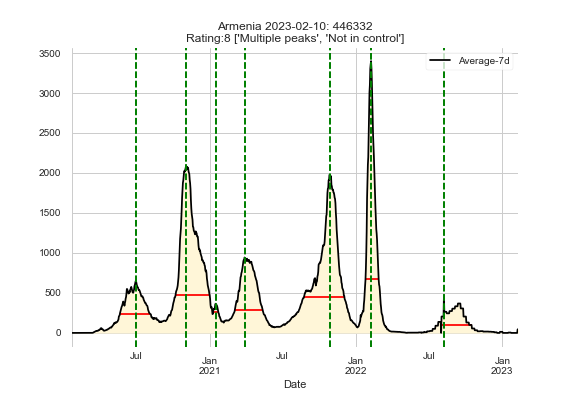 Armenia 2023-02-10: 446332
Rating:8 ['Multiple peaks', 'Not in control']
Average-7d
3500
3000
2500
2000
1500
1000
500
0
Jul
Jan
2021
Jul
Jan
2022
Jul
Jan
2023
Date